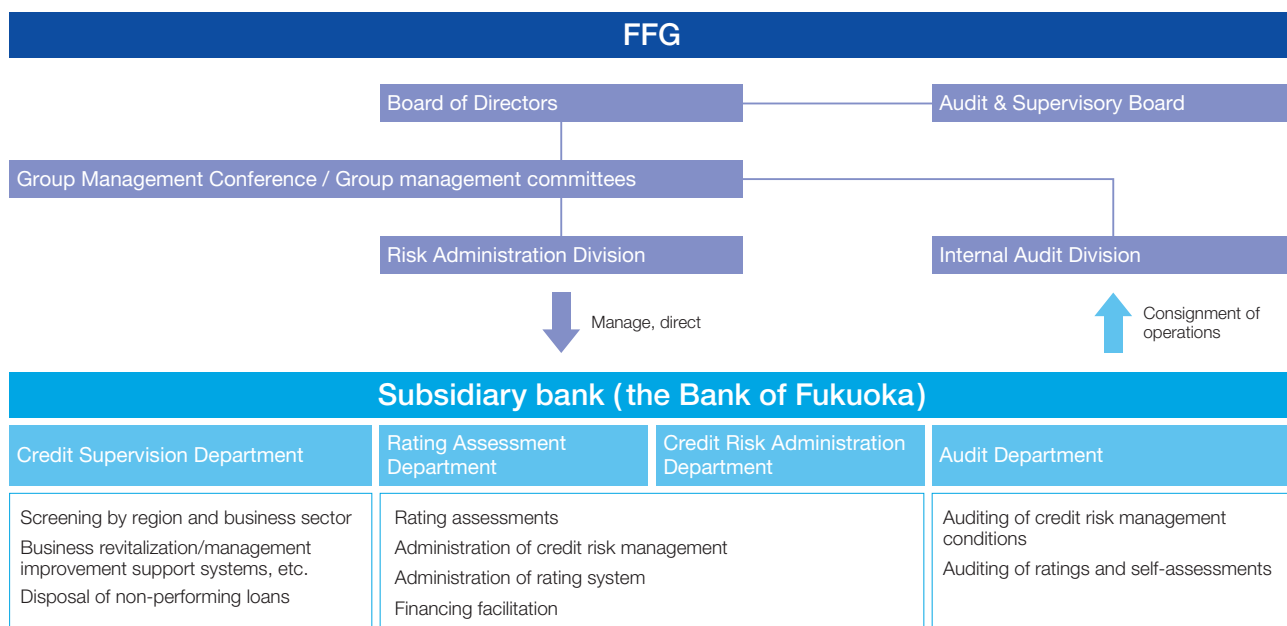 FFG
Board of Directors
Audit & Supervisory Board
Group Management Conference / Group management committees
Risk Administration Division
Internal Audit Division
Manage, direct
Consignment of
operations
Subsidiary bank (the Bank of Fukuoka)
Credit Supervision Department
Rating Assessment
Department
Credit Risk Administration
Department
Audit Department
Screening by region and business sector
Business revitalization/management
improvement support systems, etc.
Disposal of non-performing loans
Rating assessments
Administration of credit risk management
Administration of rating system
Financing facilitation
Auditing of credit risk management
conditions
Auditing of ratings and self-assessments